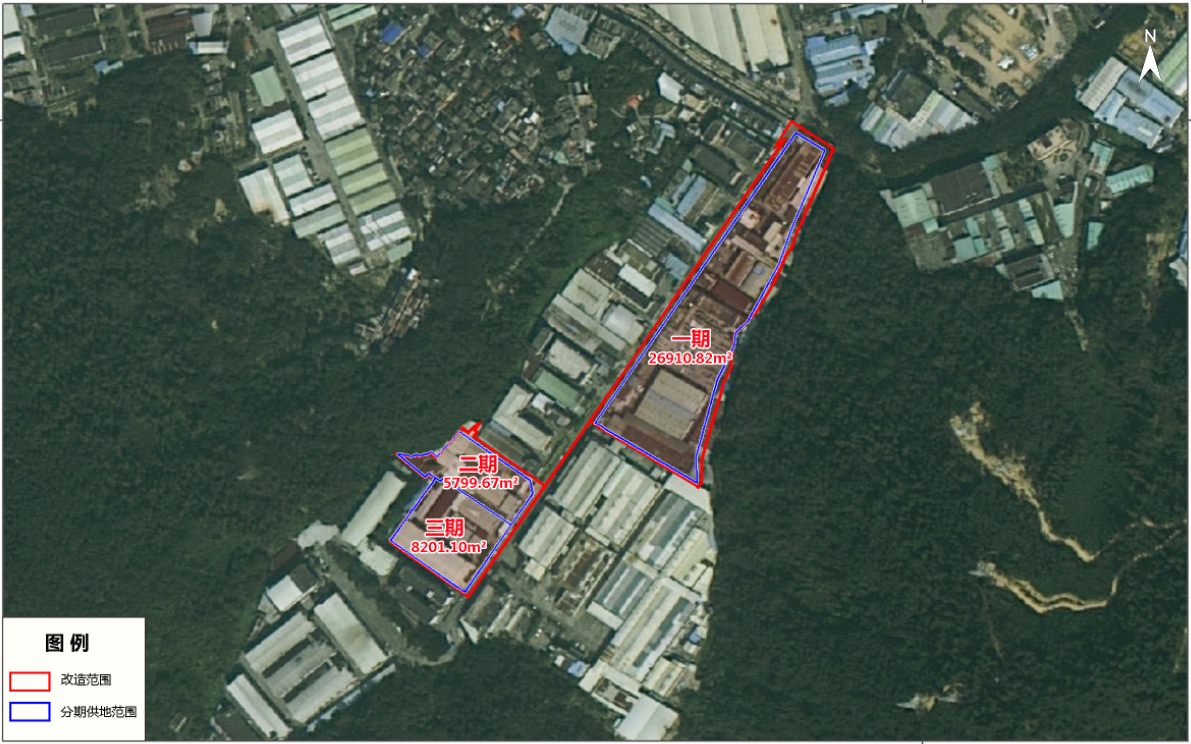 N
一期
26910.82m²
二期
5799.67m²
三期
8201.10m²
图例
改造范围
分期供地范围